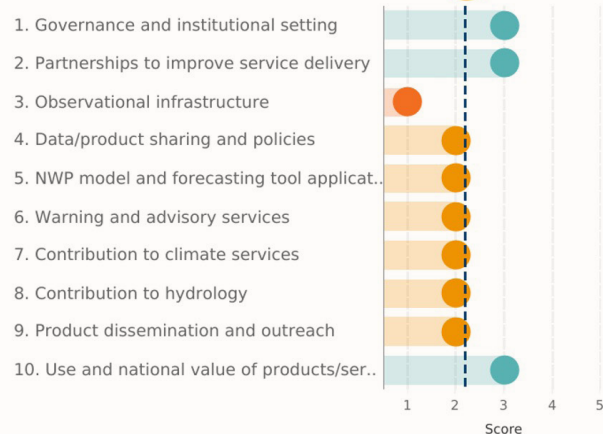 1. Governance and institutional setting
2. Partnerships to improve service delivery
3. Observational infrastructure
4. Data/product sharing and policies
5. NWP model and forecasting tool applicat..
6. Warning and advisory services
7. Contribution to climate services
8. Contribution to hydrology
9. Product dissemination and outreach
10. Use and national value of products/ser..
1 2 3 4 5
Score